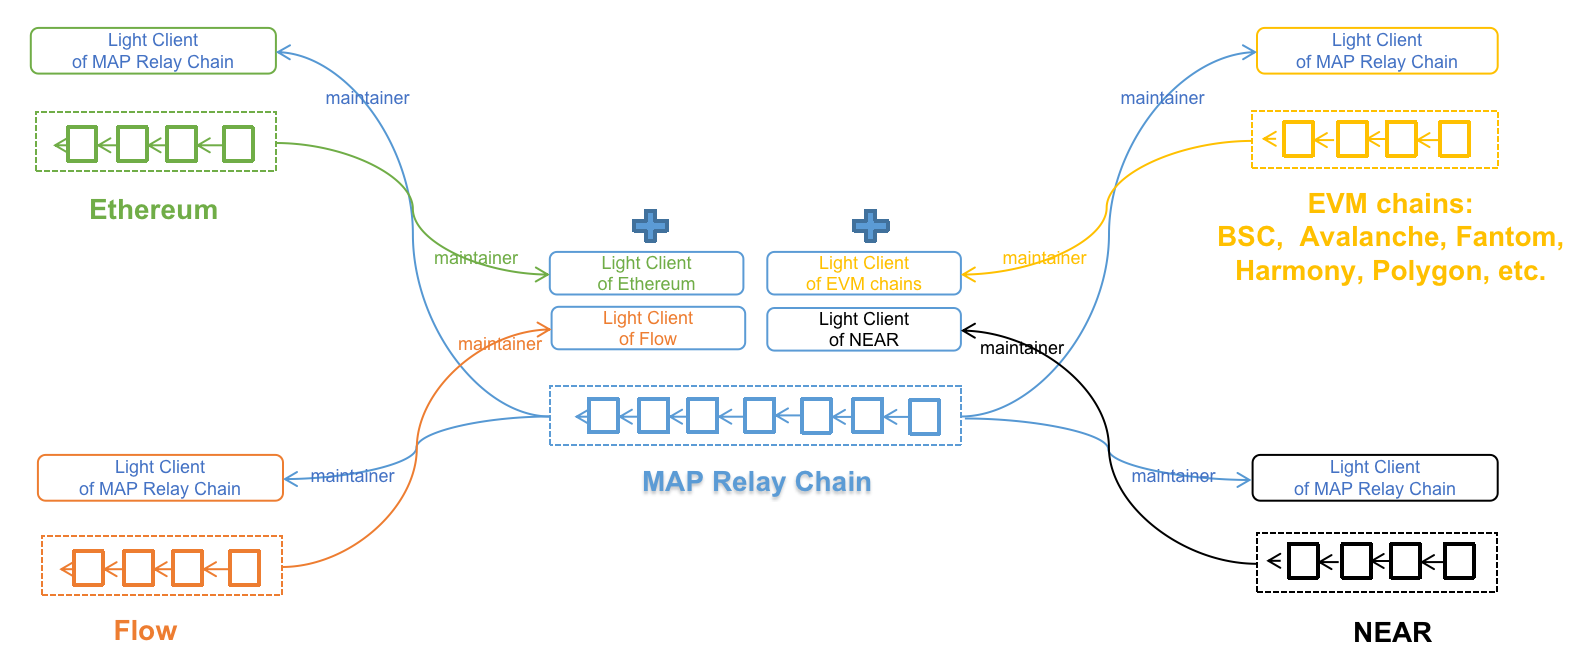 Light Client
of MAP Relay Chain
maintainer
Ethereum
maintainer
Light Client
of MAP Relay Chain
maintainer
EVM chains:
BSC,  Avalanche, Fantom,
Harmony, Polygon, etc.
maintainer
Light Client
of Ethereum
Light Client
of EVM chains
Light Client
of Flow
Light Client
of NEAR
maintainer
maintainer
MAP Relay Chain
Light Client
of MAP Relay Chain
maintainer
Flow
maintainer
Light Client
of MAP Relay Chain
NEAR